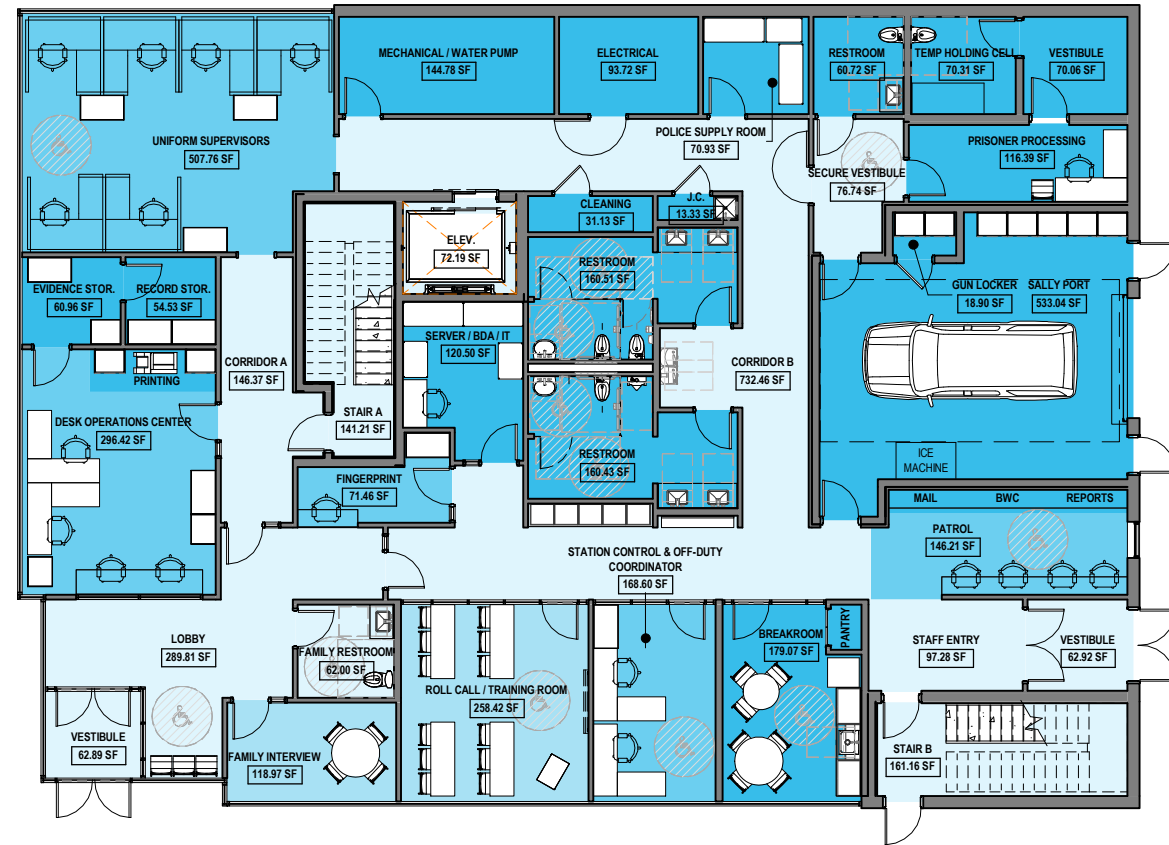 MECHANICAL / WATER PUMP
144.78 SF
ELECTRICAL
93.72 SF
RESTROOM
60.72 SF
TEMP HOLDING CELL
70.31 SF
VESTIBULE
70.06 SF
UNIFORM SUPERVISORS
507.76 SF
POLICE SUPPLY ROOM
70.93 SF
PRISONER PROCESSING
116.39 SF
SECURE VESTIBULE
76.74 SF
CLEANING
31.13 SF
J.C.
13.33 SF
ELEV.
72.19 SF
RESTROOM
160.51 SF
EVIDENCE STOR.
60.96 SF
RECORD STOR.
54.53 SF
GUN LOCKER
18.90 SF
SALLY PORT
533.04 SF
SERVER / BDA / IT
120.50 SF
CORRIDOR A
146.37 SF
CORRIDOR B
732.46 SF
PRINTING
STAIR A
141.21 SF
DESK OPERATIONS CENTER
296.42 SF
RESTROOM
160.43 SF
ICE
MACHINE
FINGERPRINT
71.46 SF
MAIL
BWC
REPORTS
PATROL
146.21 SF
STATION CONTROL & OFF-DUTY
COORDINATOR
168.60 SF
LOBBY
289.81 SF
FAMILY RESTROOM
62.00 SF
BREAKROOM
179.07 SF
PANTRY
STAFF ENTRY
97.28 SF
VESTIBULE
62.92 SF
ROLL CALL / TRAINING ROOM
258.42 SF
VESTIBULE
62.89 SF
FAMILY INTERVIEW
118.97 SF
STAIR B
161.16 SF